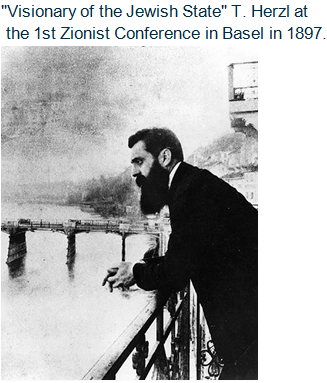 "Visionary of the Jewish State" T. Herzl at
the 1st Zionist Conference in Basel in 1897.